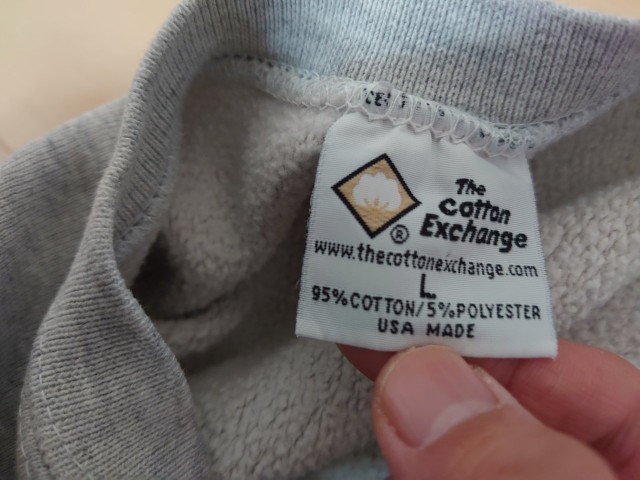 The
Cotton
Exchange
®
www.thecottonexchange.com
L
95%COTTON/5%POLYESTER
USA MADE